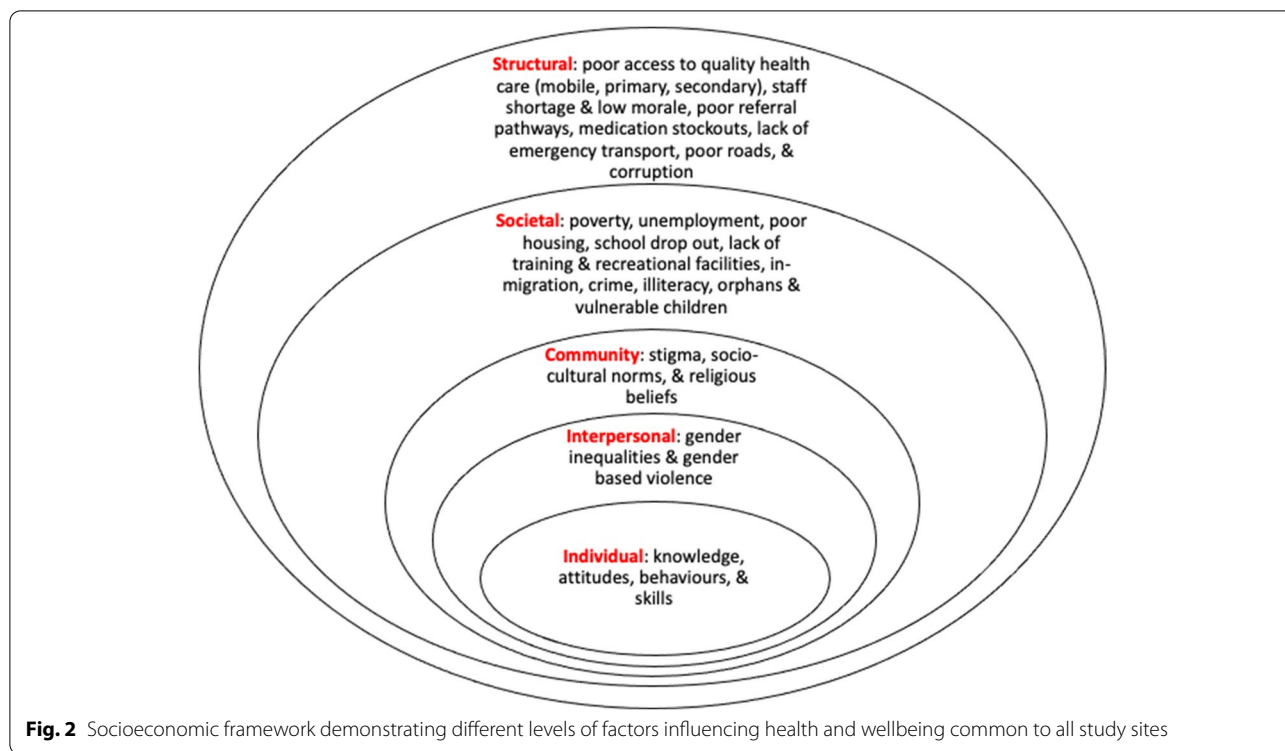 Structural: poor access to quality health
care (mobile, primary, secondary), staff
shortage & low morale, poor referral
pathways, medication stockouts, lack of
emergency transport, poor roads, &
corruption
Societal: poverty, unemployment, poor
housing, school drop out, lack of
training & recreational facilities, in-
migration, crime, illiteracy, orphans &
vulnerable children
Community: stigma, socio-
cultural norms, & religious
beliefs
Interpersonal: gender
inequalities & gender
based violence
Individual: knowledge,
attitudes, behaviours, &
skills
Fig. 2 Socioeconomic framework demonstrating different levels of factors influencing health and wellbeing common to all study sites